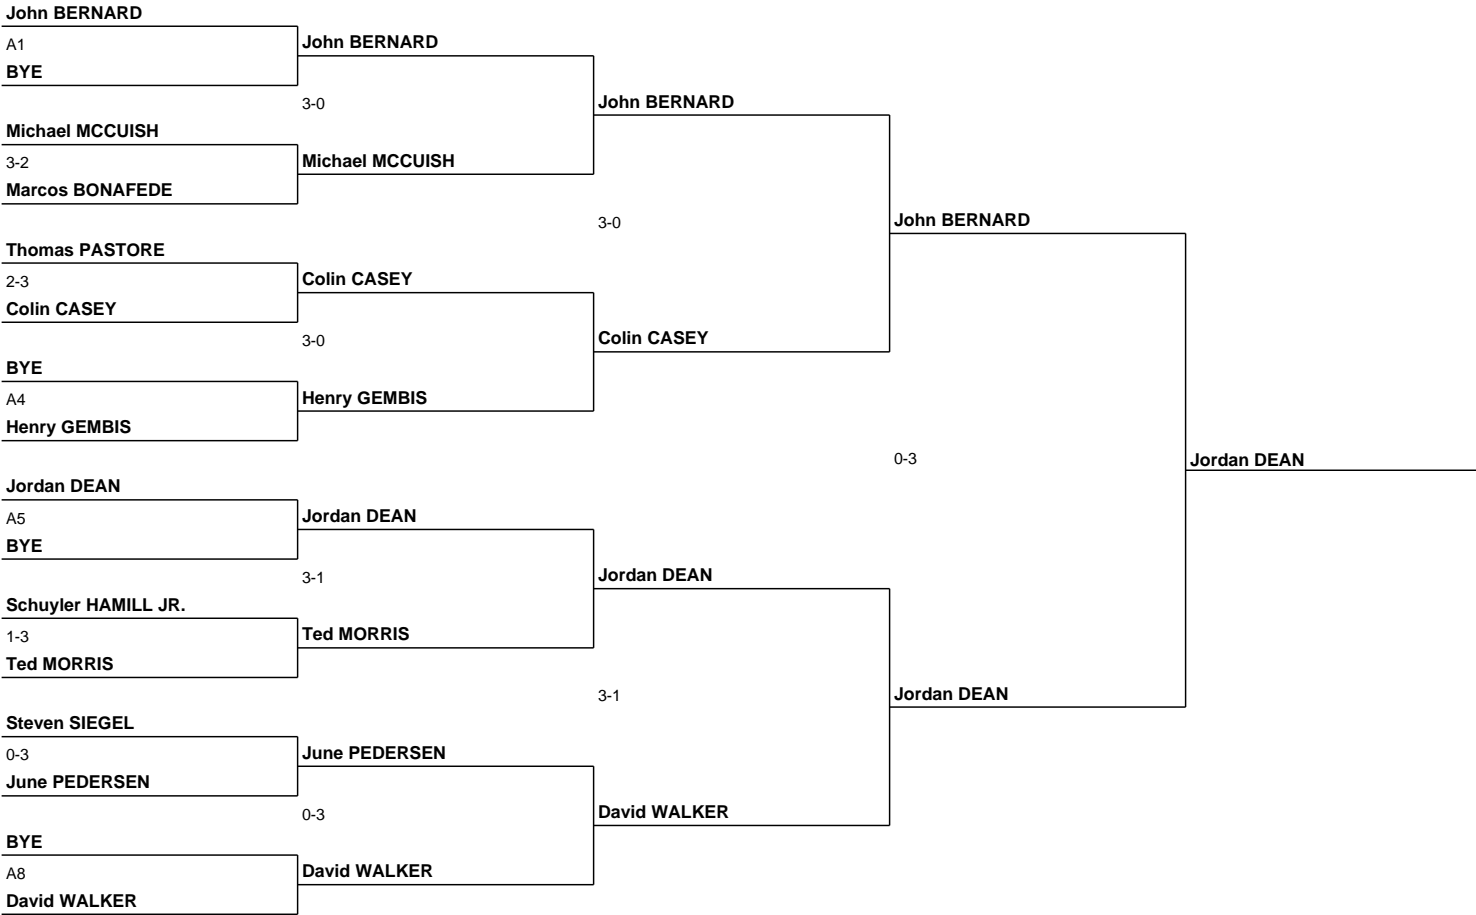 John BERNARD
A1
BYE
Michael MCCUISH
3-2
Marcos BONAFEDE
Thomas PASTORE
2-3
Colin CASEY
BYE
A4
Henry GEMBIS
Jordan DEAN
A5
BYE
Schuyler HAMILL JR.
1-3
Ted MORRIS
Steven SIEGEL
0-3
June PEDERSEN
BYE
A8
David WALKER
John BERNARD
3-0
Michael MCCUISH
Colin CASEY
3-0
Henry GEMBIS
Jordan DEAN
3-1
Ted MORRIS
June PEDERSEN
0-3
David WALKER
John BERNARD
3-0
Colin CASEY
Jordan DEAN
3-1
David WALKER
John BERNARD
0-3
Jordan DEAN
Jordan DEAN